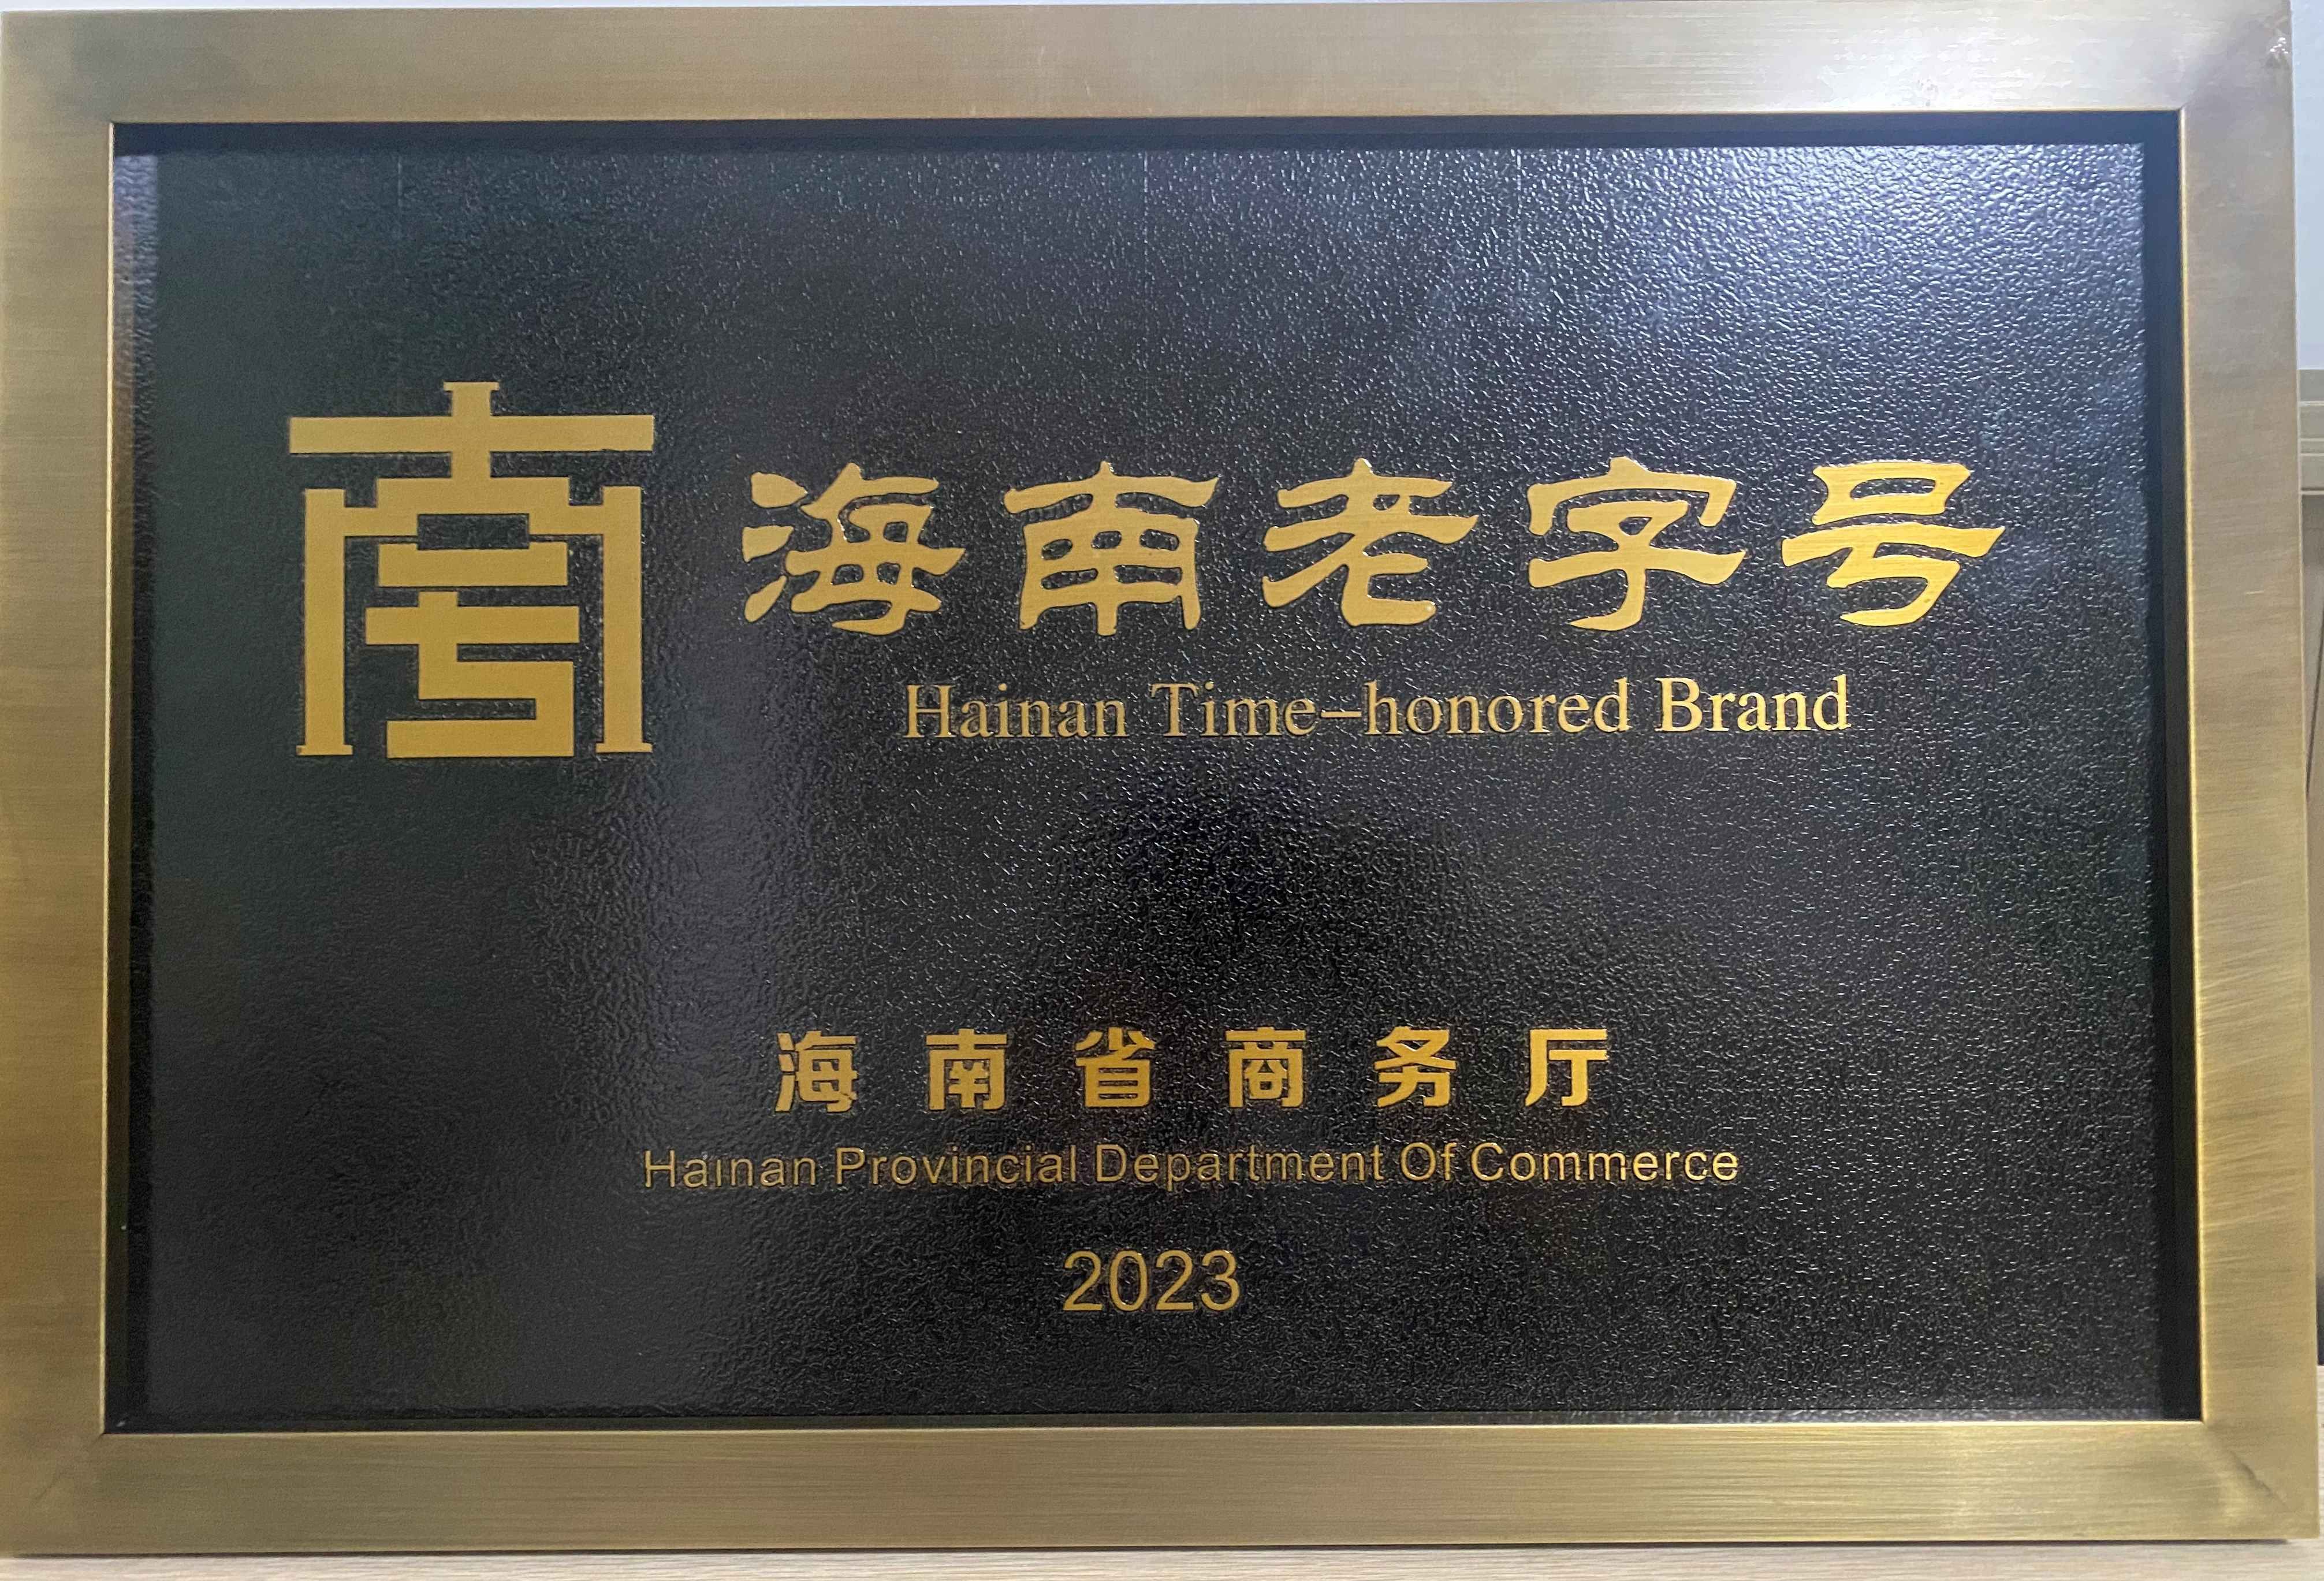 海南老字号
Hainan Time-honored Brand
海南省商务厅
Hainan Provincial Department Of Commerce
2023